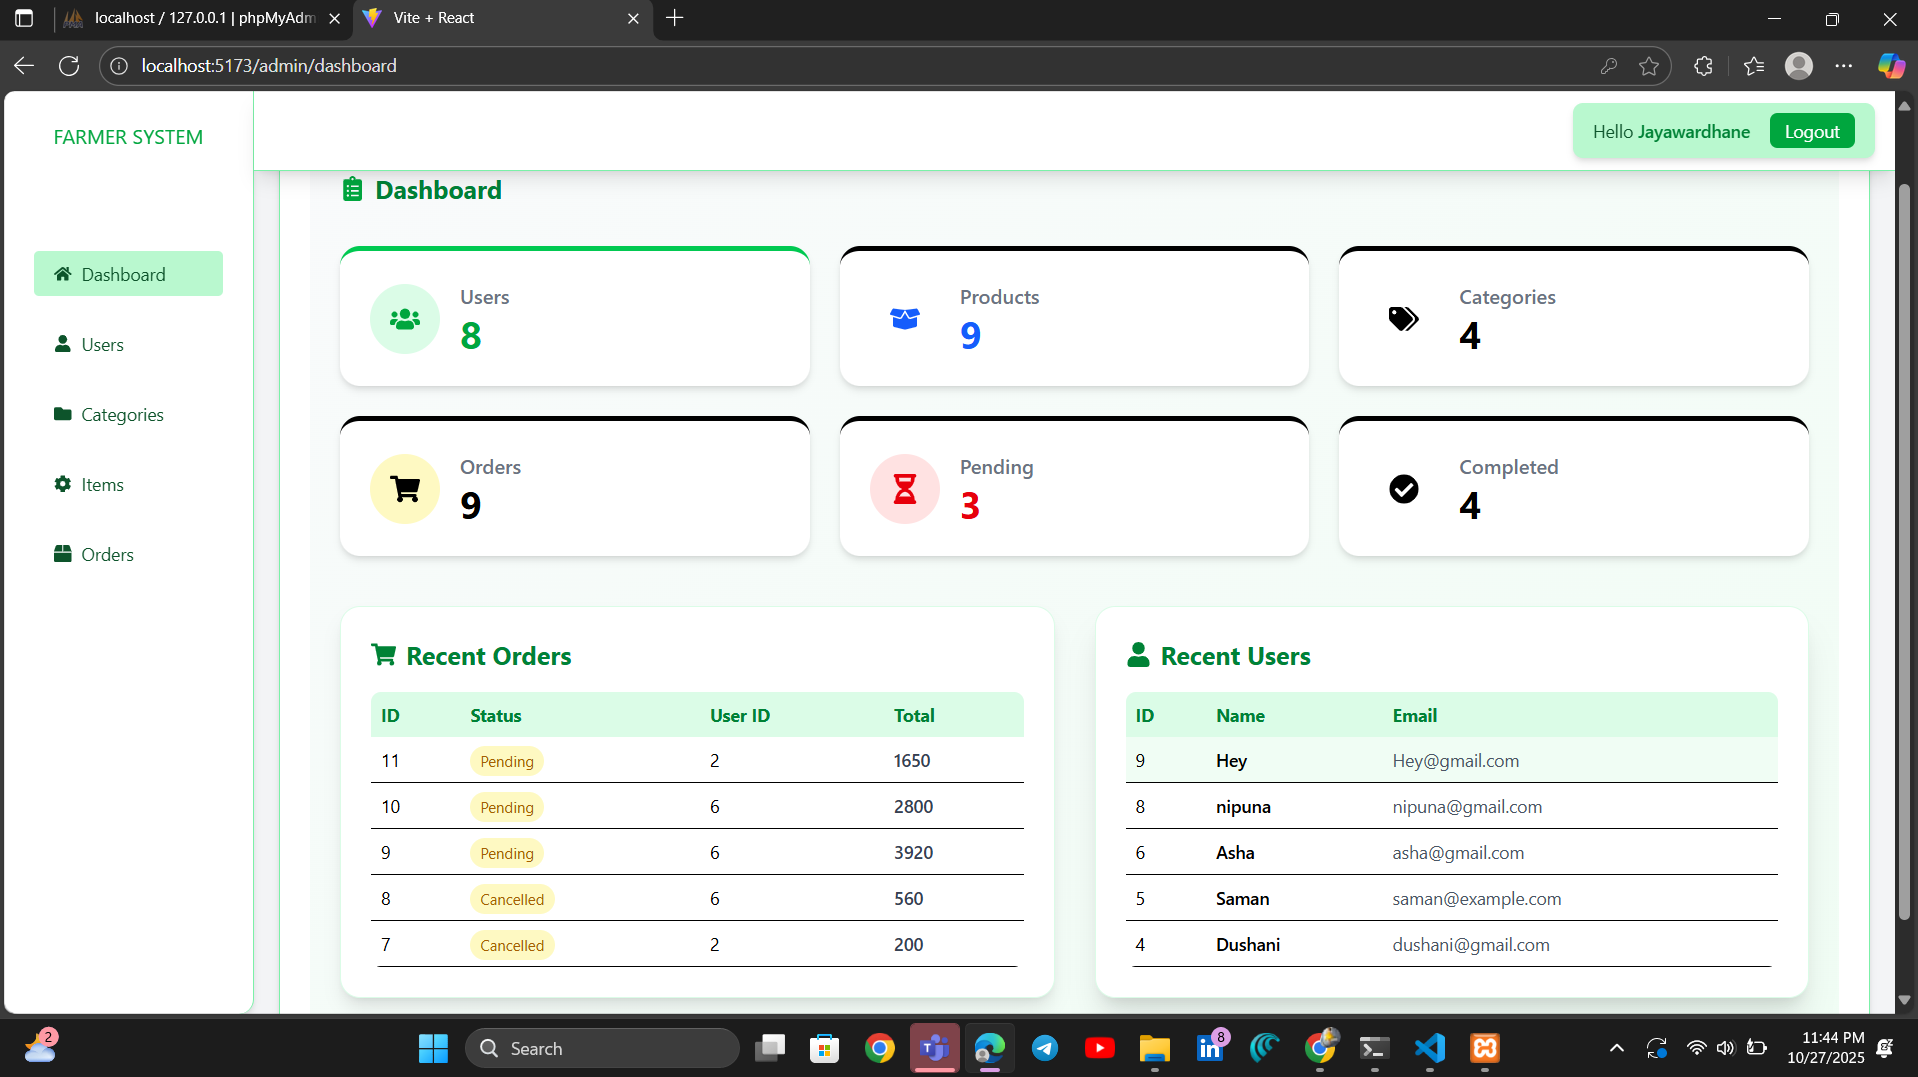 localhost / 127.0.0.1 | phpMyAdm
Vite + React
localhost:5173/admin/dashboard
FARMER SYSTEM
Hello Jayawardhane Logout
Dashboard
Dashboard
Users
Categories
Items
Orders
Users
8
Products
9
Categories
4
Orders
9
Pending
3
Completed
4
Recent Orders
ID Status User ID Total
11 Pending 2 1650
10 Pending 6 2800
9 Pending 6 3920
8 Cancelled 6 560
7 Cancelled 2 200
Recent Users
ID Name Email
9 Hey Hey@gmail.com
8 nipuna nipuna@gmail.com
6 Asha asha@gmail.com
5 Saman saman@example.com
4 Dushani dushani@gmail.com
2
Search
8
11:44 PM
10/27/2025